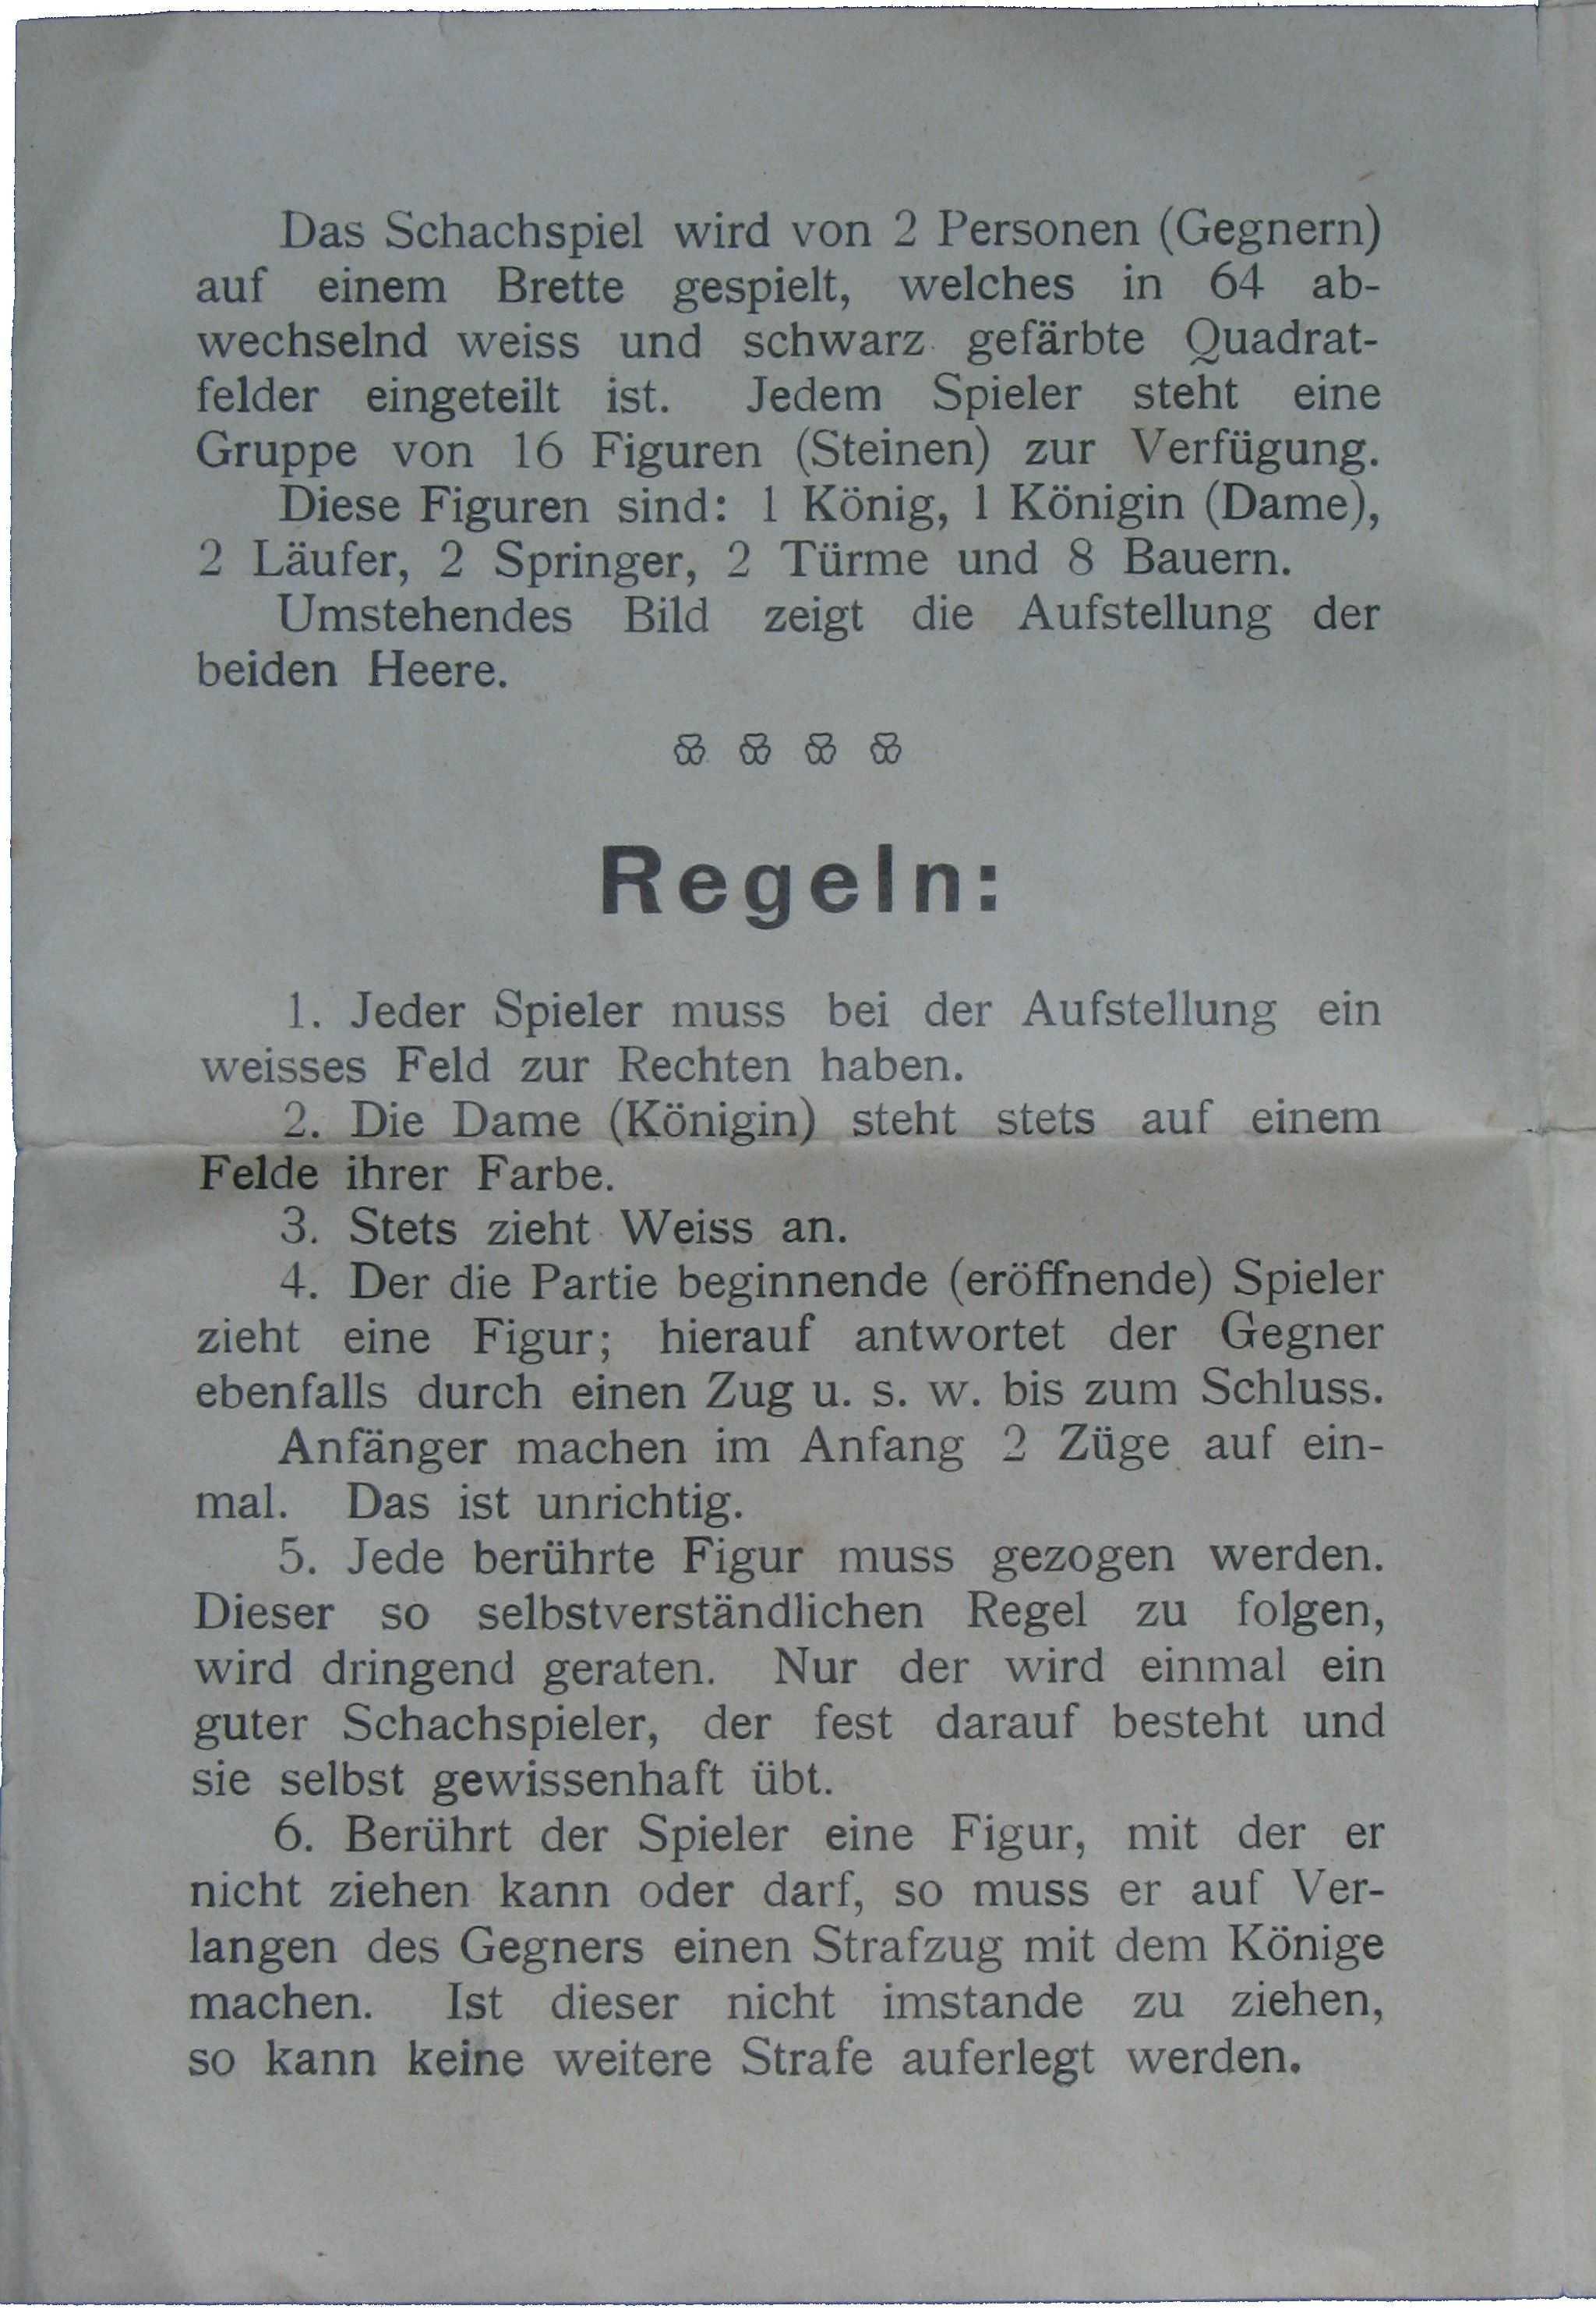 Das Schachspiel wird von 2 Personen (Gegnern)
auf einem Brette gespielt, welches in 64 ab-
wechselnd weiss und schwarz gefärbte Quadrat-
felder eingeteilt ist. Jedem Spieler steht eine
Gruppe von 16 Figuren (Steinen) zur Verfügung.
Diese Figuren sind: 1 König, 1 Königin (Dame),
2 Läufer, 2 Springer, 2 Türme und 8 Bauern.
Umstehendes Bild zeigt die Aufstellung der
beiden Heere.
Regeln:
1. Jeder Spieler muss bei der Aufstellung ein
weisses Feld zur Rechten haben.
2. Die Dame (Königin) steht stets auf einem
Felde ihrer Farbe.
3. Stets zieht Weiss an.
4. Der die Partie beginnende (eröffnende) Spieler
zieht eine Figur; hierauf antwortet der Gegner
ebenfalls durch einen Zug u. s. w. bis zum Schluss.
Anfänger machen im Anfang 2 Züge auf ein-
mal. Das ist unrichtig.
5. Jede berührte Figur muss gezogen werden.
Dieser so selbstverständlichen Regel zu folgen,
wird dringend geraten. Nur der wird einmal ein
guter Schachspieler, der fest darauf besteht und
sie selbst gewissenhaft übt.
6. Berührt der Spieler eine Figur, mit der er
nicht ziehen kann oder darf, so muss er auf Ver-
langen des Gegners einen Strafzug mit dem Könige
machen. Ist dieser nicht imstande zu ziehen,
so kann keine weitere Strafe auferlegt werden.